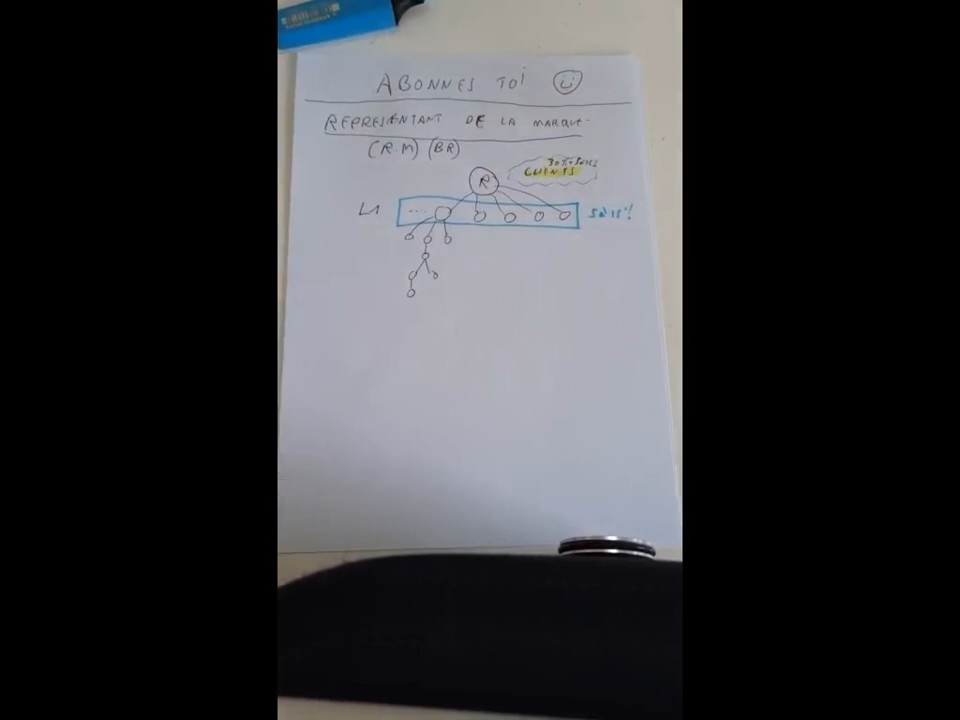 ABONNES TOI
REPRESENTANT DE LA MARQUE
(R.M) (BR)
CLIENTS
R
L1